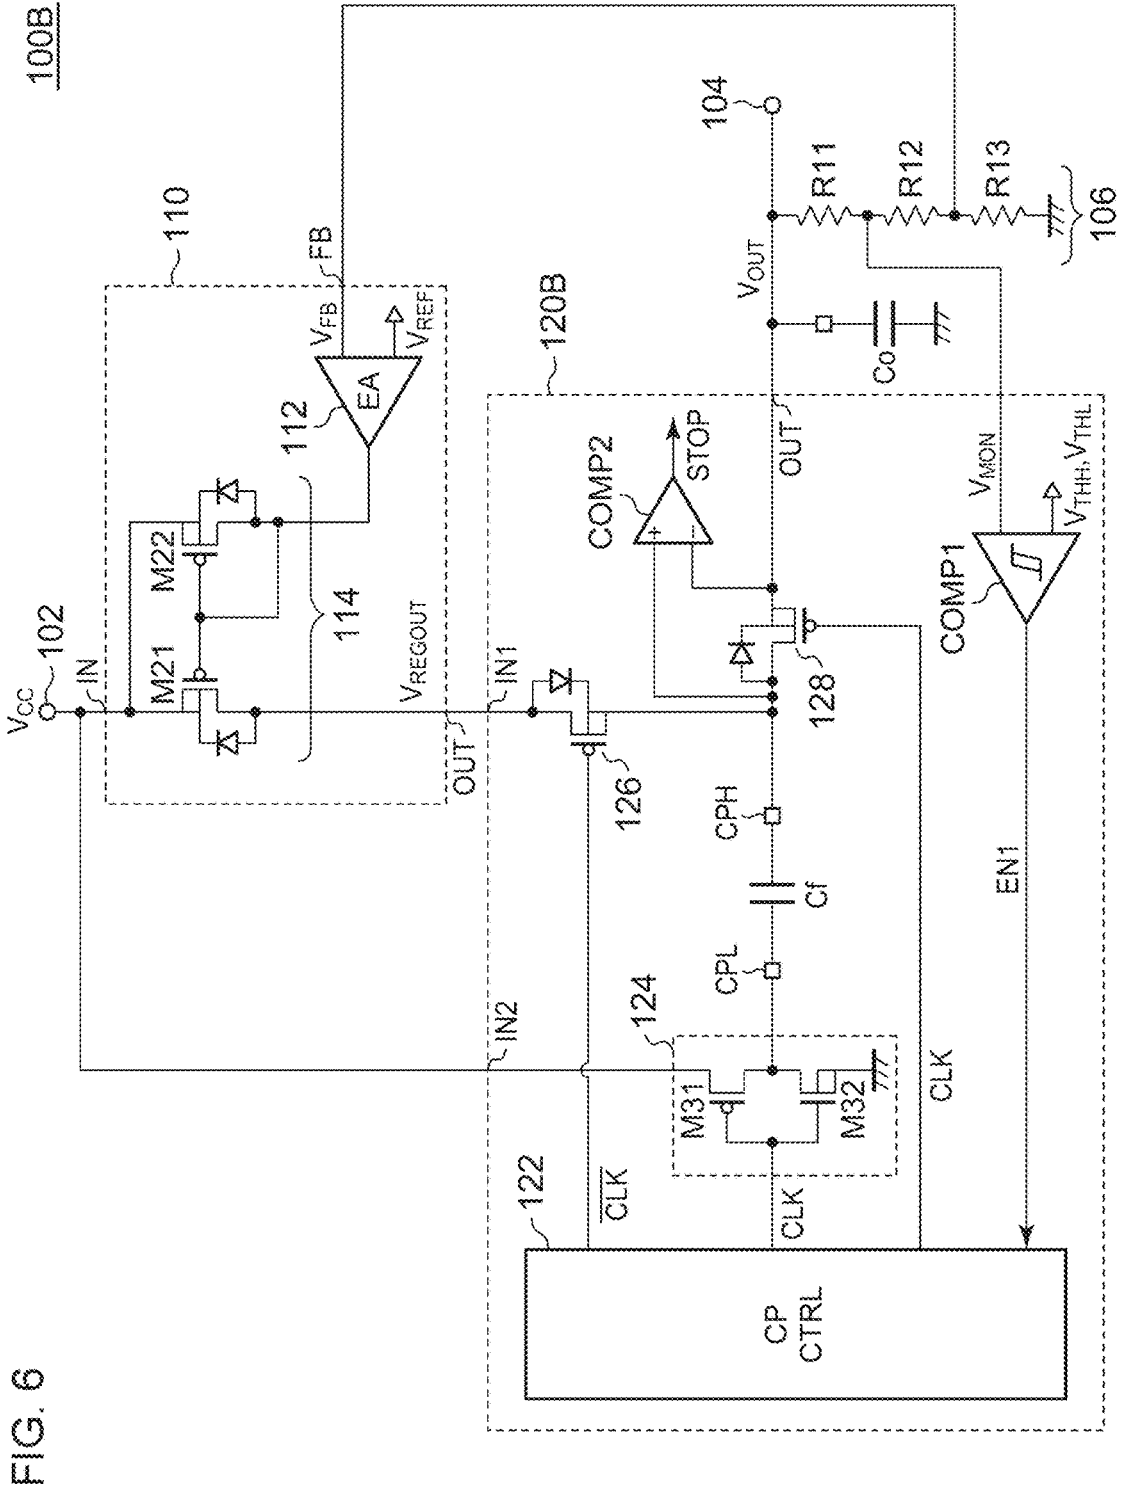 FIG. 6
100B
VCC
102
IN
110
M21
M22
114
112
EA
VFB
FB
VREF
VREGOUT
OUT
IN1
IN2
120B
122
CP
CTRL
CLK
CLK
CLK
124
M31
M32
CPL
Cf
CPH
126
128
COMP2
+
−
STOP
OUT
VOUT
104
Co
R11
R12
R13
106
VMON
COMP1
VTHH, VTHL
EN1